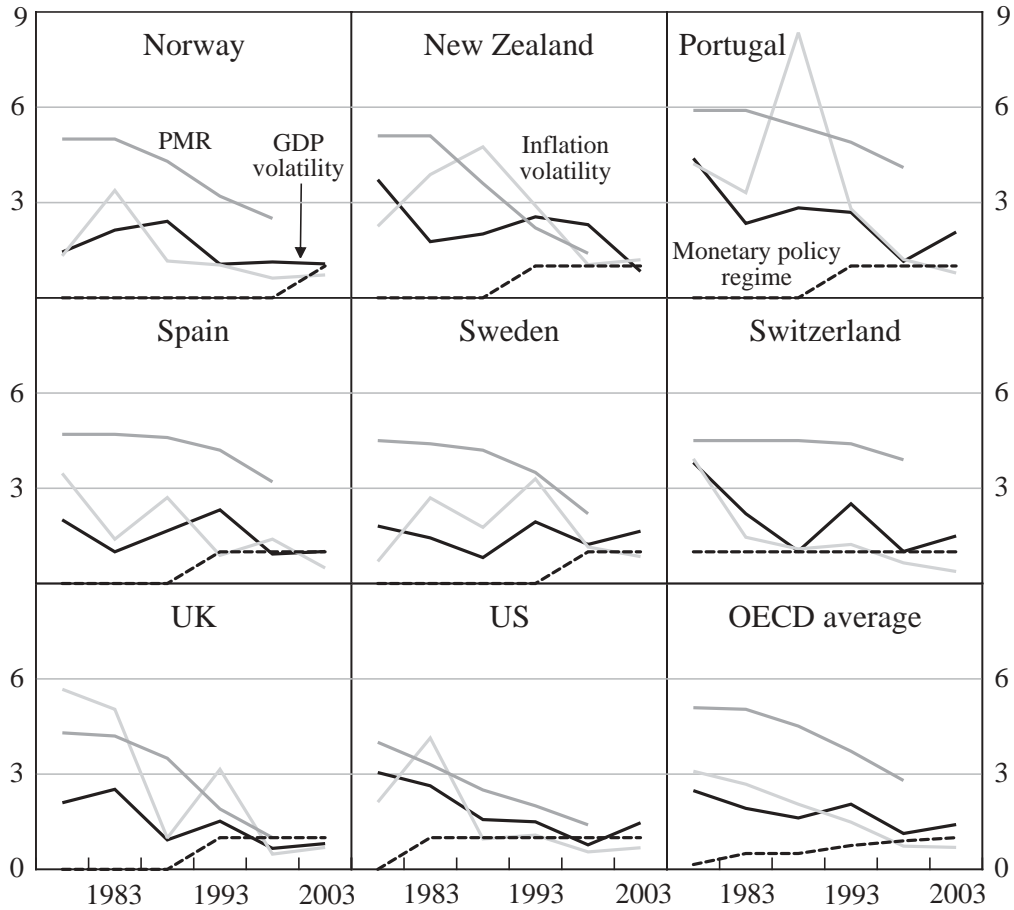 9 9
Norway New Zealand Portugal
6 6
PMR GDP
volatility
Inflation
volatility
3 3
Monetary policy
regime
Spain Sweden Switzerland
6 6
3 3
UK US OECD average
6 6
3 3
0 0
1983 1993 2003 1983 1993 2003 1983 1993 2003